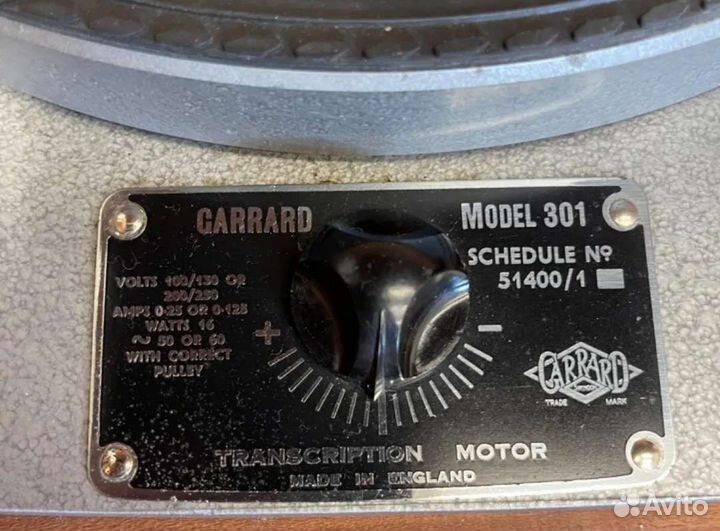 GARRARD
MODEL 301
SCHEDULE Nº
51400/1
VOLTS 100/130 OR
200/250
AMPS 0·25 OR 0·125
WATTS 16
~ 50 OR 60
WITH CORRECT
PULLEY
+
−
GARRARD
TRADE MARK
TRANSCRIPTION MOTOR
MADE IN ENGLAND
Avito